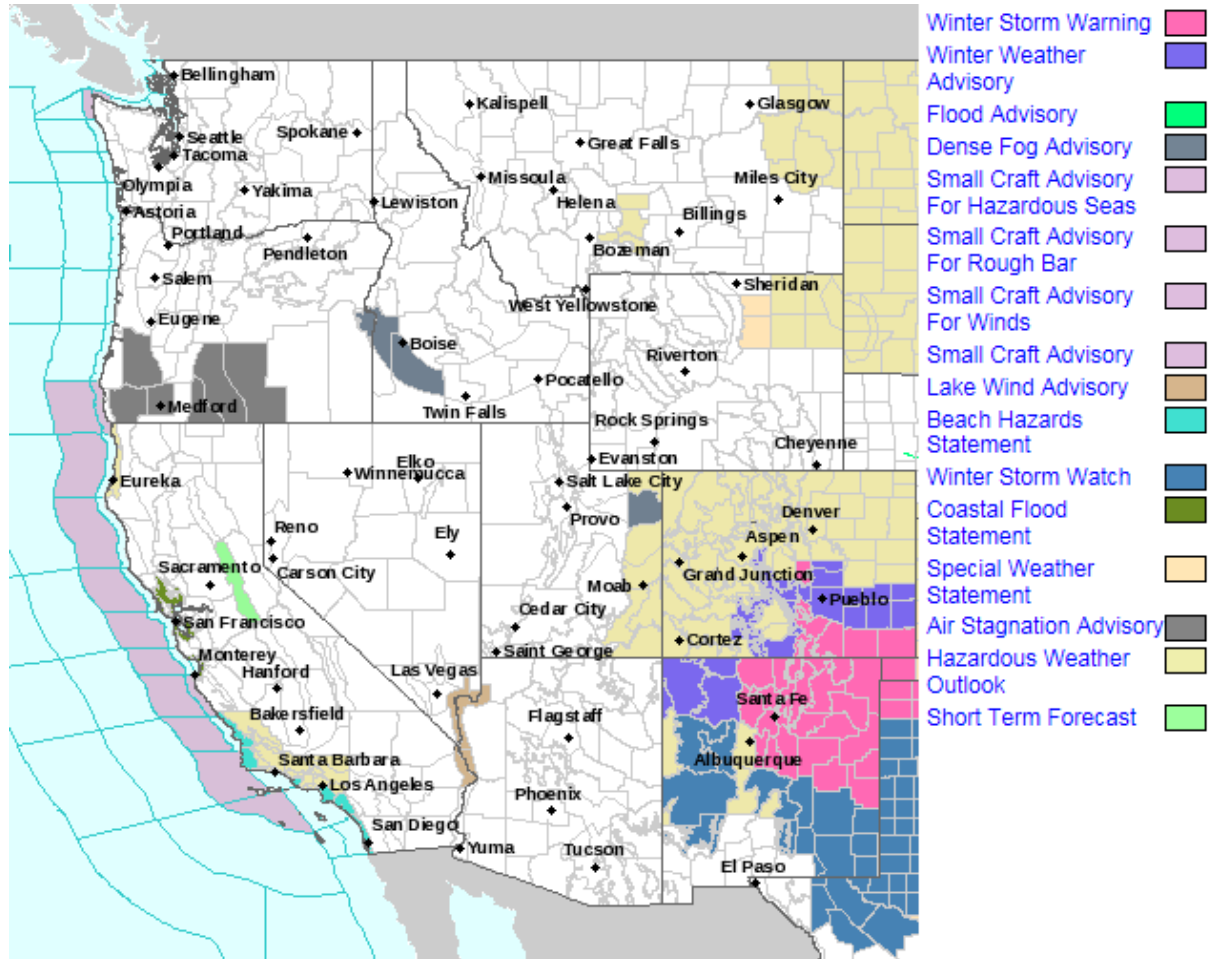 Bellingham
Kalispell
Glasgow
Seattle
Spokane
Great Falls
Tacoma
Missoula
Miles City
Olympia
Yakima
Lewiston
Helena
Billings
Astoria
Portland
Pendleton
Bozeman
Salem
Sheridan
West Yellowstone
Eugene
Boise
Riverton
Pocatello
Medford
Twin Falls
Rock Springs
Cheyenne
Elko
Winnemucca
Evanston
Eureka
Salt Lake City
Provo
Denver
Reno
Ely
Aspen
Sacramento
Carson City
Grand Junction
Moab
Pueblo
Cedar City
San Francisco
Cortez
Saint George
Monterey
Hanford
Las Vegas
Santa Fe
Bakersfield
Flagstaff
Santa Barbara
Albuquerque
Los Angeles
Phoenix
San Diego
Yuma
Tucson
El Paso
Winter Storm Warning
Winter Weather
Advisory
Flood Advisory
Dense Fog Advisory
Small Craft Advisory
For Hazardous Seas
Small Craft Advisory
For Rough Bar
Small Craft Advisory
For Winds
Small Craft Advisory
Lake Wind Advisory
Beach Hazards
Statement
Winter Storm Watch
Coastal Flood
Statement
Special Weather
Statement
Air Stagnation Advisory
Hazardous Weather
Outlook
Short Term Forecast